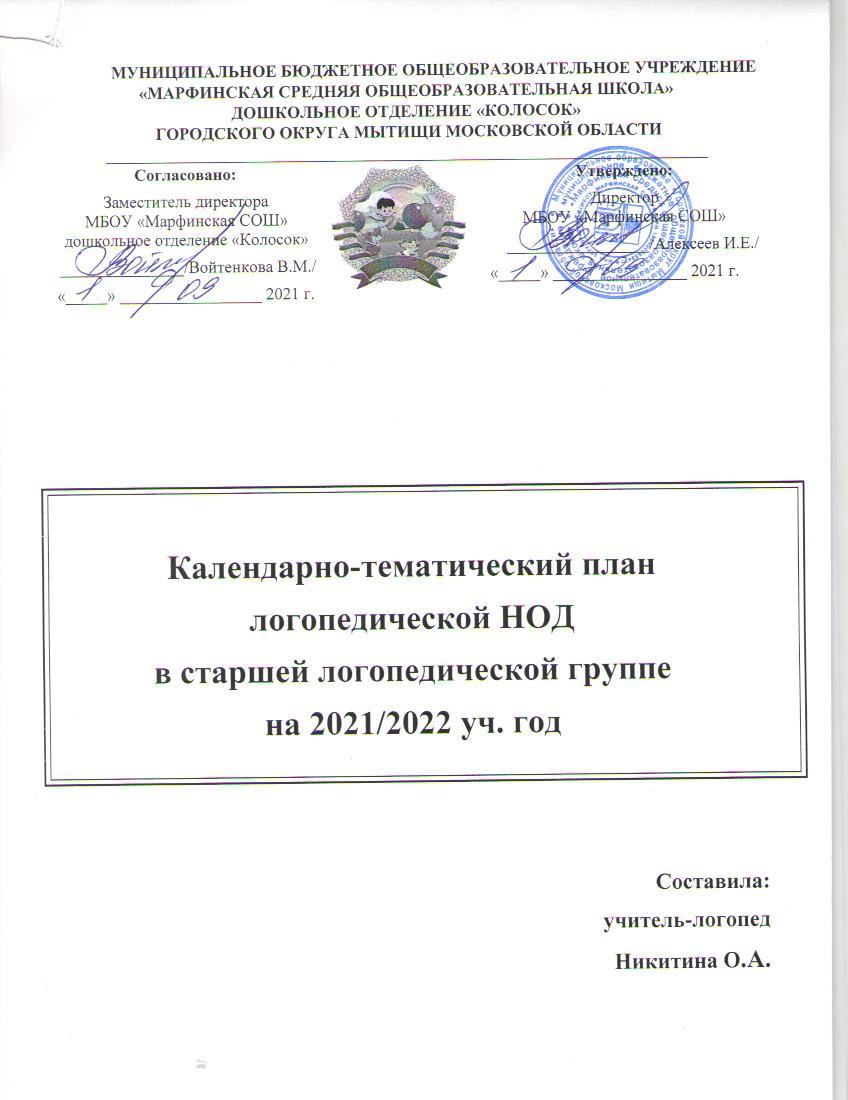 МУНИЦИПАЛЬНОЕ БЮДЖЕТНОЕ ОБЩЕОБРАЗОВАТЕЛЬНОЕ УЧРЕЖДЕНИЕ
«МАРФИНСКАЯ СРЕДНЯЯ ОБЩЕОБРАЗОВАТЕЛЬНАЯ ШКОЛА»
ДОШКОЛЬНОЕ ОТДЕЛЕНИЕ «КОЛОСОК»
ГОРОДСКОГО ОКРУГА МЫТИЩИ МОСКОВСКОЙ ОБЛАСТИ
Согласовано:
Заместитель директора
МБОУ «Марфинская СОШ»
дошкольное отделение «Колосок»
/Войтенкова В.М./
« 1 » 09 2021 г.
Утверждено:
Директор
МБОУ «Марфинская СОШ»
/Алексеев И.Е./
« 1 » 2021 г.
Календарно-тематический план
логопедической НОД
в старшей логопедической группе
на 2021/2022 уч. год
Составила:
учитель-логопед
Никитина О.А.